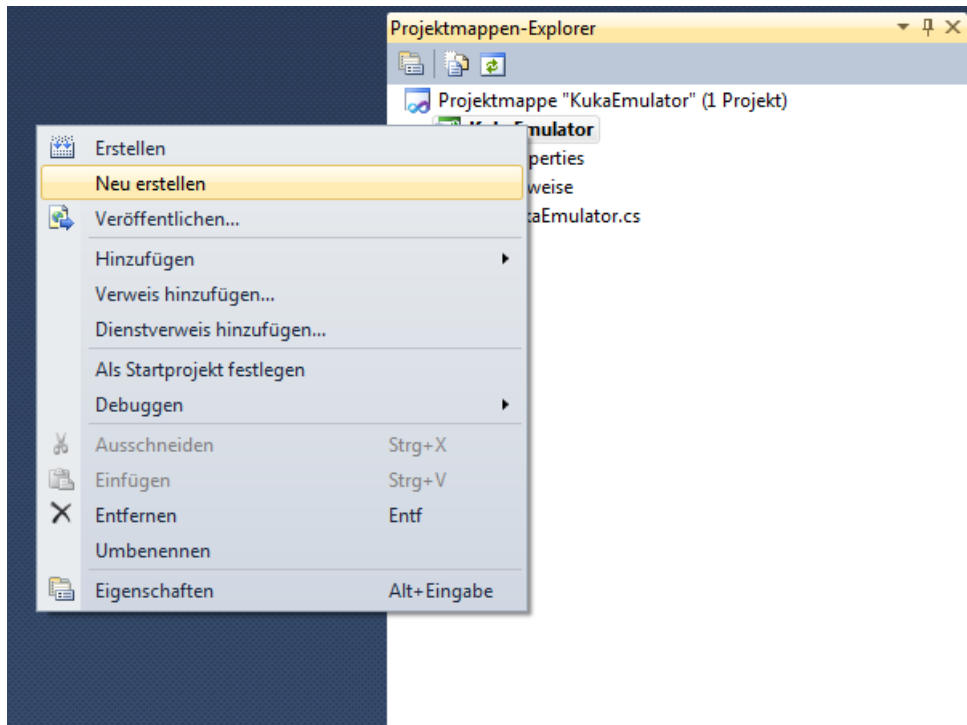 Projektmappen-Explorer
Projektmappe "KukaEmulator" (1 Projekt)
mulator
perties
weise
kaEmulator.cs
Erstellen
Neu erstellen
Veröffentlichen...
Hinzufügen
Verweis hinzufügen...
Dienstverweis hinzufügen...
Als Startprojekt festlegen
Debuggen
Ausschneiden Strg+X
Einfügen Strg+V
Entfernen Entf
Umbenennen
Eigenschaften Alt+Eingabe